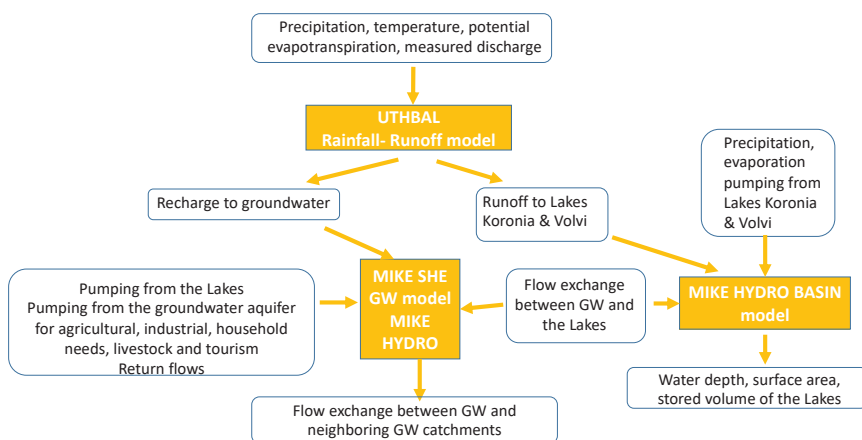 Precipitation, temperature, potential
evapotranspiration, measured discharge
UTHBAL
Rainfall- Runoff model
Precipitation,
evaporation
pumping from
Lakes Koronia
& Volvi
Recharge to groundwater
Runoff to Lakes
Koronia & Volvi
Pumping from the Lakes
Pumping from the groundwater aquifer
for agricultural, industrial, household
needs, livestock and tourism
Return flows
MIKE SHE
GW model
MIKE
HYDRO
Flow exchange
between GW and
the Lakes
MIKE HYDRO BASIN
model
Flow exchange between GW and
neighboring GW catchments
Water depth, surface area,
stored volume of the Lakes